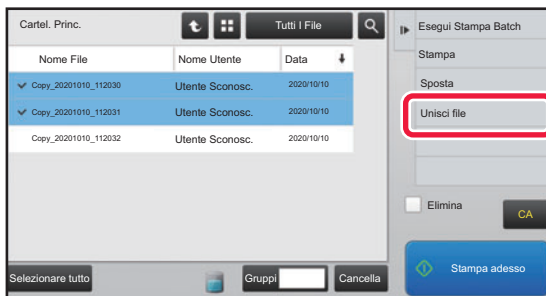 Cartel. Princ.
Tutti I File
Nome File
Nome Utente
Data
Copy_20201010_112030
Utente Sconosc.
2020/10/10
Copy_20201010_112031
Utente Sconosc.
2020/10/10
Copy_20201010_112032
Utente Sconosc.
2020/10/10
Selezionare tutto
Gruppi
Cancella
Esegui Stampa Batch
Stampa
Sposta
Unisci file
Elimina
CA
Stampa adesso